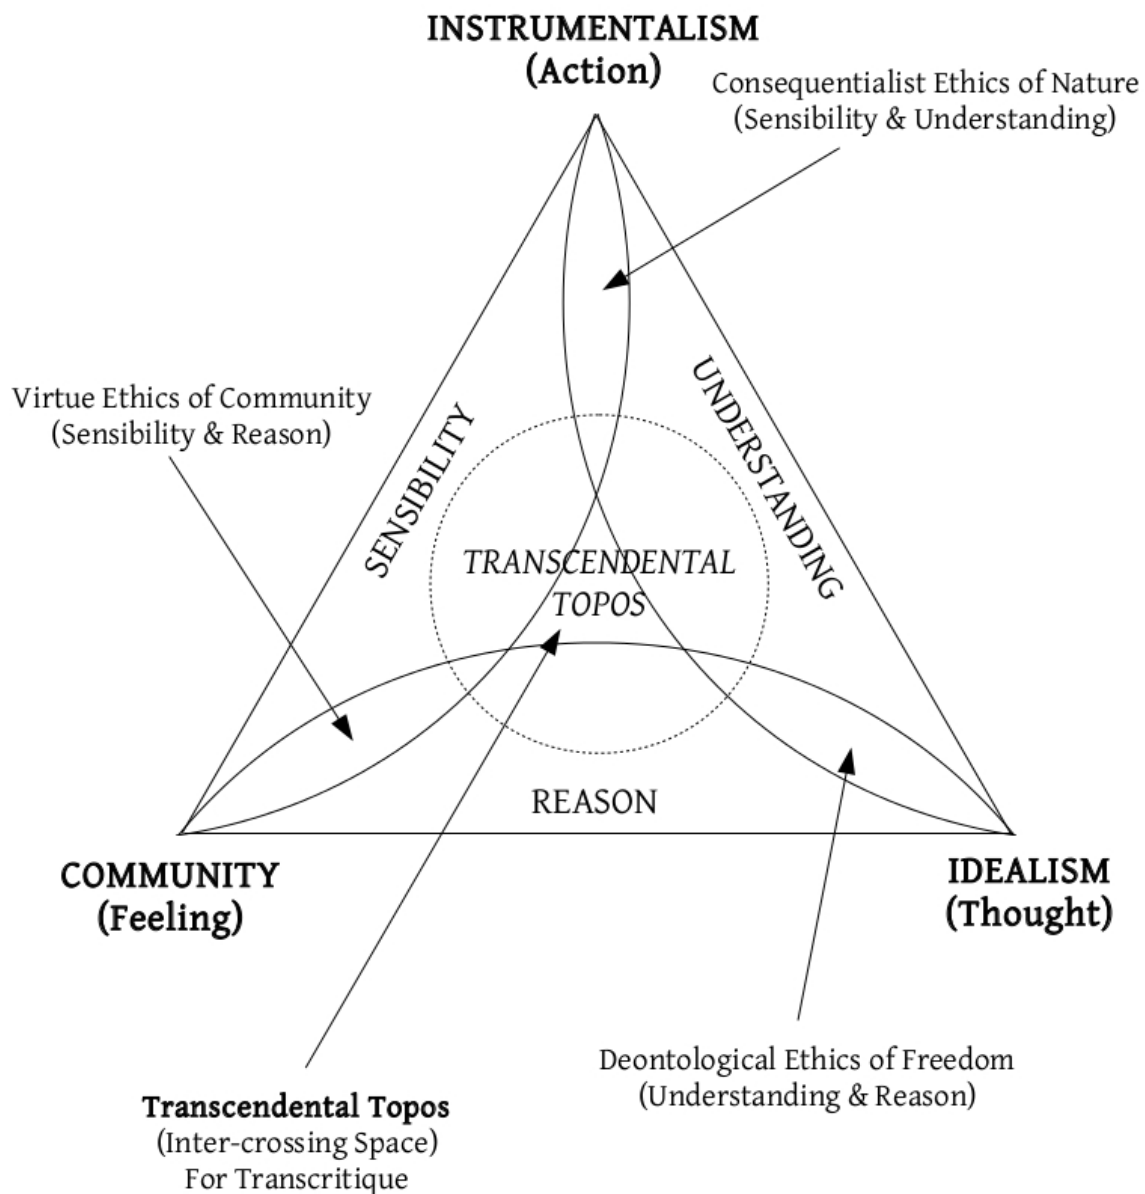 INSTRUMENTALISM
(Action)
Consequentialist Ethics of Nature
(Sensibility & Understanding)
Virtue Ethics of Community
(Sensibility & Reason)
SENSIBILITY
UNDERSTANDING
TRANSCENDENTAL
TOPOS
REASON
COMMUNITY
(Feeling)
IDEALISM
(Thought)
Deontological Ethics of Freedom
(Understanding & Reason)
Transcendental Topos
(Inter-crossing Space)
For Transcritique